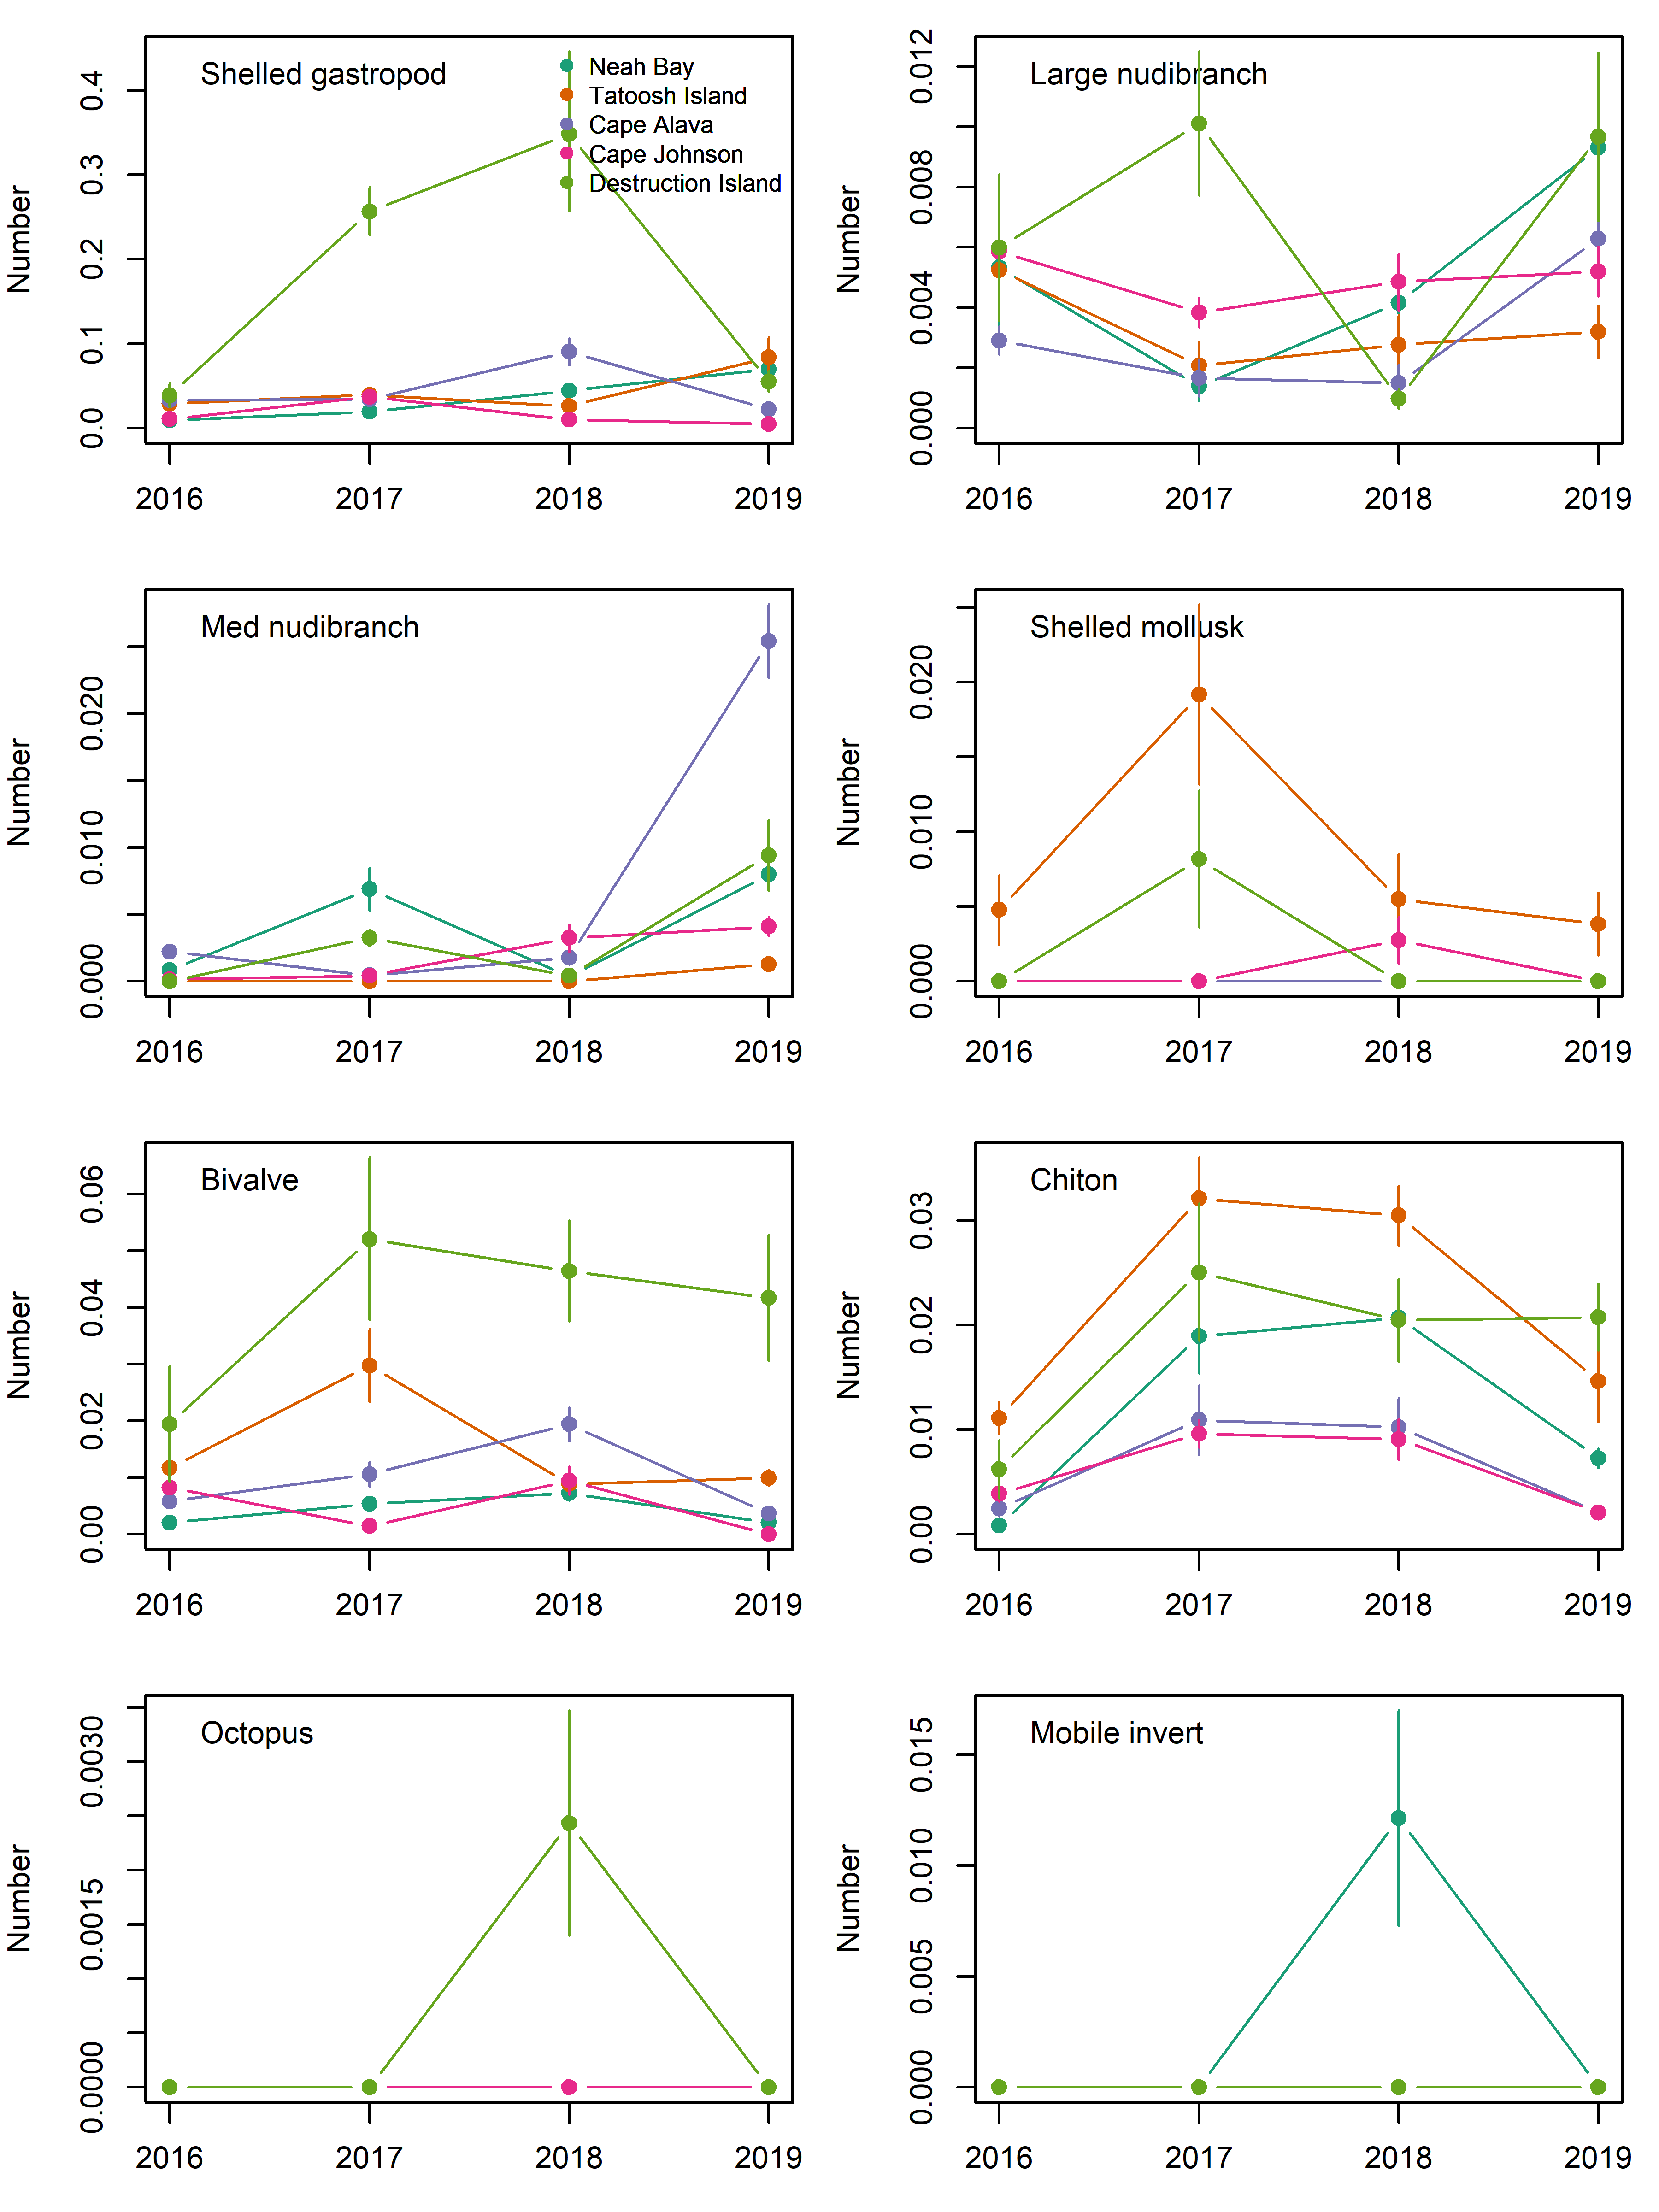 Shelled gastropod
Neah Bay
Tatoosh Island
Cape Alava
Cape Johnson
Destruction Island
Number
0.0 0.1 0.2 0.3 0.4
2016 2017 2018 2019
Large nudibranch
Number
0.000 0.004 0.008 0.012
2016 2017 2018 2019
Med nudibranch
Number
0.000 0.010 0.020
2016 2017 2018 2019
Shelled mollusk
Number
0.000 0.010 0.020
2016 2017 2018 2019
Bivalve
Number
0.00 0.02 0.04 0.06
2016 2017 2018 2019
Chiton
Number
0.00 0.01 0.02 0.03
2016 2017 2018 2019
Octopus
Number
0.0000 0.0015 0.0030
2016 2017 2018 2019
Mobile invert
Number
0.000 0.005 0.010 0.015
2016 2017 2018 2019